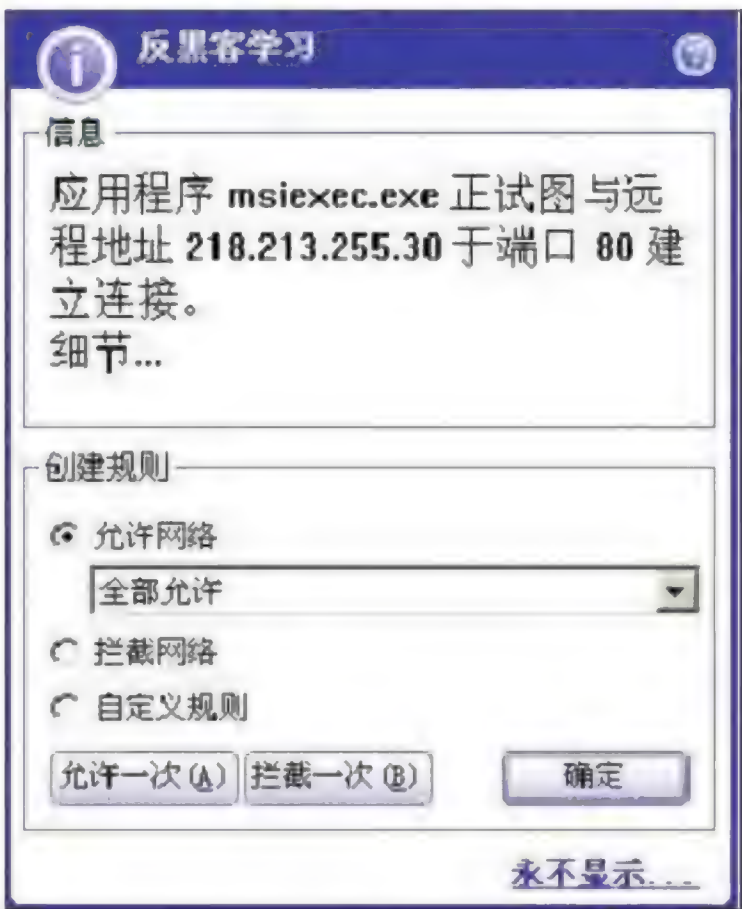 反黑客学习
信息
应用程序 msiexec.exe 正试图与远
程地址 218.213.255.30 于端口 80 建
立连接。
细节...
创建规则
允许网络
全部允许
拦截网络
自定义规则
允许一次(A) 拦截一次(B) 确定
永不显示...